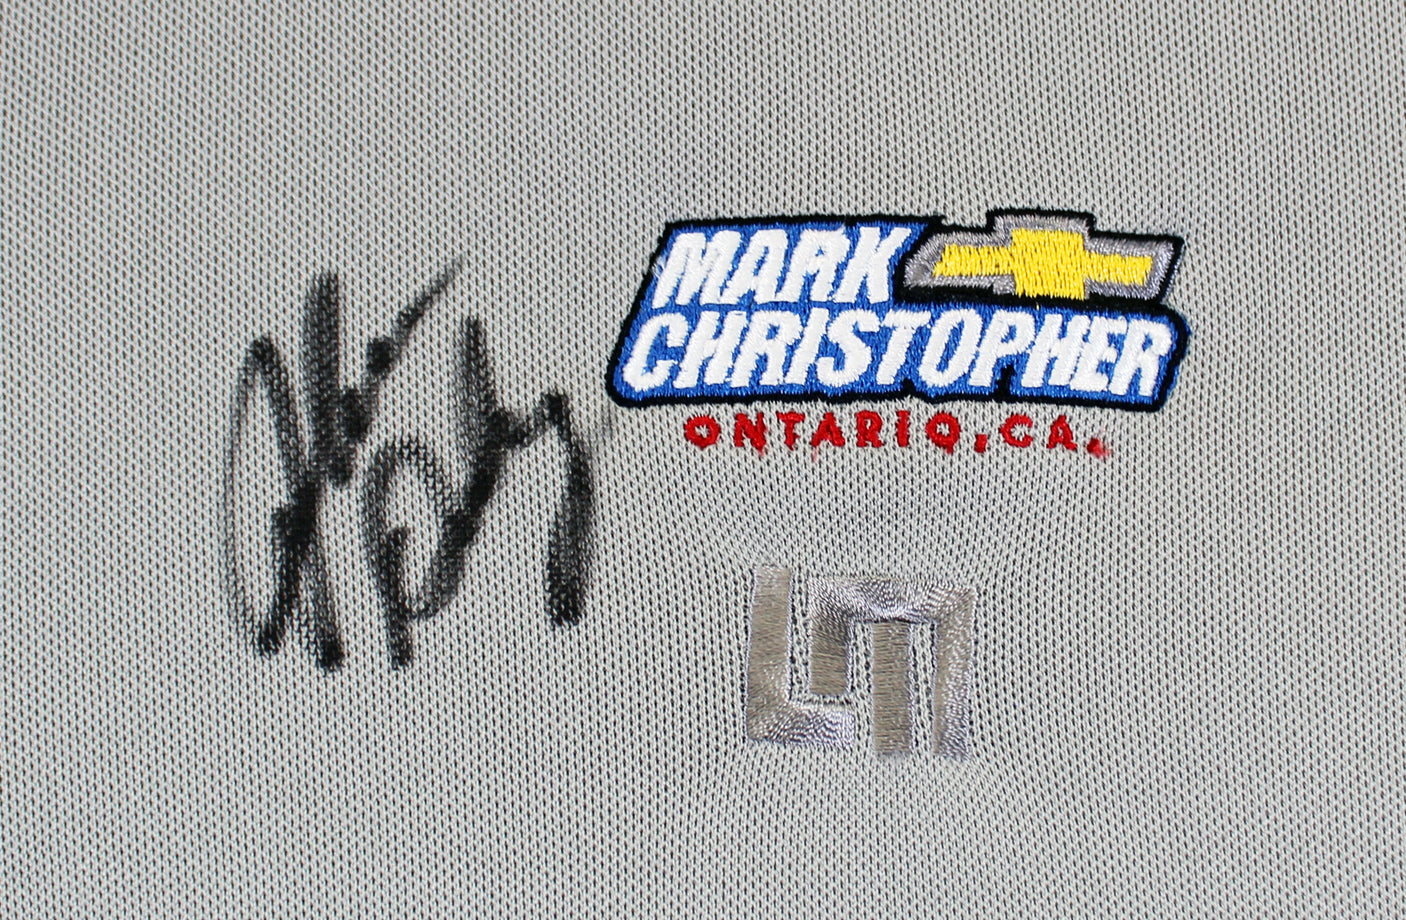 MARK
CHRISTOPHER
ONTARIO, CA.